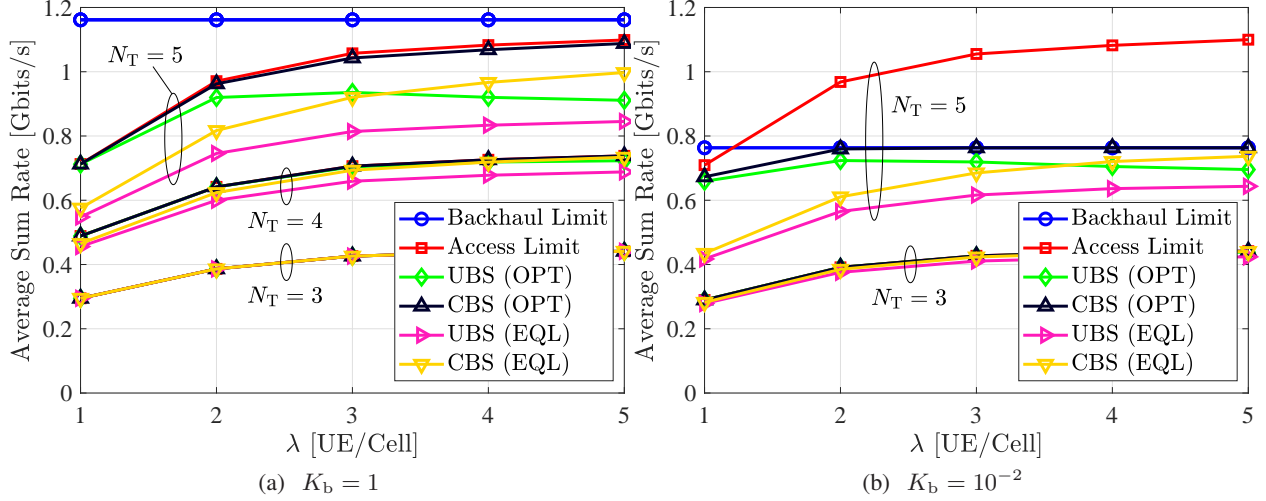 1.2
1
0.8
0.6
0.4
0.2
0
Average Sum Rate [Gbits/s]
N_T = 5
N_T = 4
N_T = 3
Backhaul Limit
Access Limit
UBS (OPT)
CBS (OPT)
UBS (EQL)
CBS (EQL)
1 2 3 4 5
λ [UE/Cell]
(a) K_b = 1
1.2
1
0.8
0.6
0.4
0.2
0
Average Sum Rate [Gbits/s]
N_T = 5
N_T = 3
Backhaul Limit
Access Limit
UBS (OPT)
CBS (OPT)
UBS (EQL)
CBS (EQL)
1 2 3 4 5
λ [UE/Cell]
(b) K_b = 10⁻²